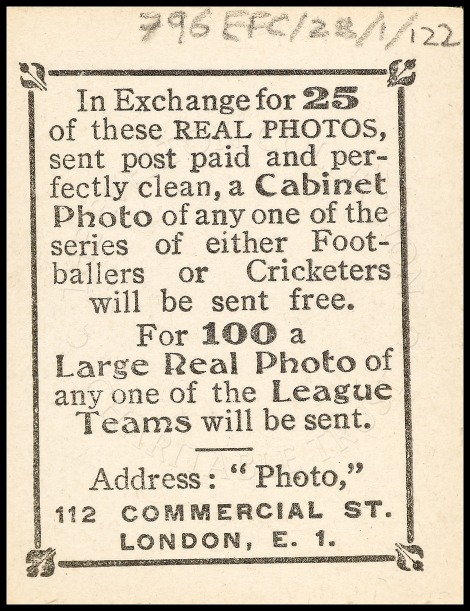 796 EFC/28/1/122
In Exchange for 25
of these REAL PHOTOS,
sent post paid and per-
fectly clean, a Cabinet
Photo of any one of the
series of either Foot-
ballers or Cricketers
will be sent free.
For 100 a
Large Real Photo of
any one of the League
Teams will be sent.
Address: "Photo,"
112 COMMERCIAL ST.
LONDON, E. 1.